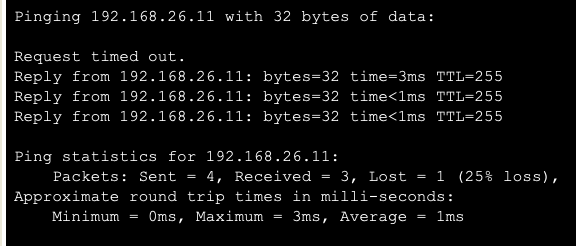 Pinging 192.168.26.11 with 32 bytes of data:
Request timed out.
Reply from 192.168.26.11: bytes=32 time=3ms TTL=255
Reply from 192.168.26.11: bytes=32 time<1ms TTL=255
Reply from 192.168.26.11: bytes=32 time<1ms TTL=255
Ping statistics for 192.168.26.11:
Packets: Sent = 4, Received = 3, Lost = 1 (25% loss),
Approximate round trip times in milli-seconds:
Minimum = 0ms, Maximum = 3ms, Average = 1ms